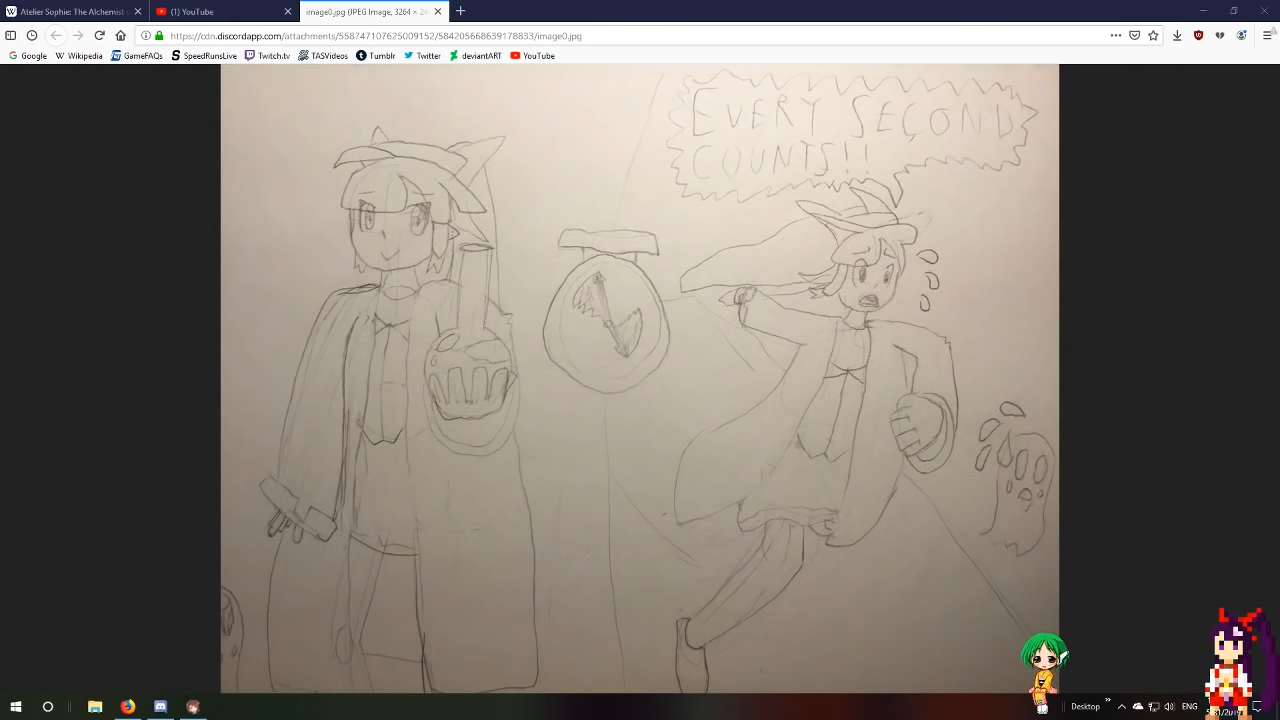 Atelier Sophie: The Alchemist
(1) YouTube
image0.jpg (JPEG Image, 3264 × 24
https://cdn.discordapp.com/attachments/558747107625009152/584205668639178833/image0.jpg
Google Wikipedia GameFAQs SpeedRunsLive Twitch.tv TASVideos Tumblr Twitter deviantART YouTube
EVERY SECOND
COUNTS!!
Desktop
ENG